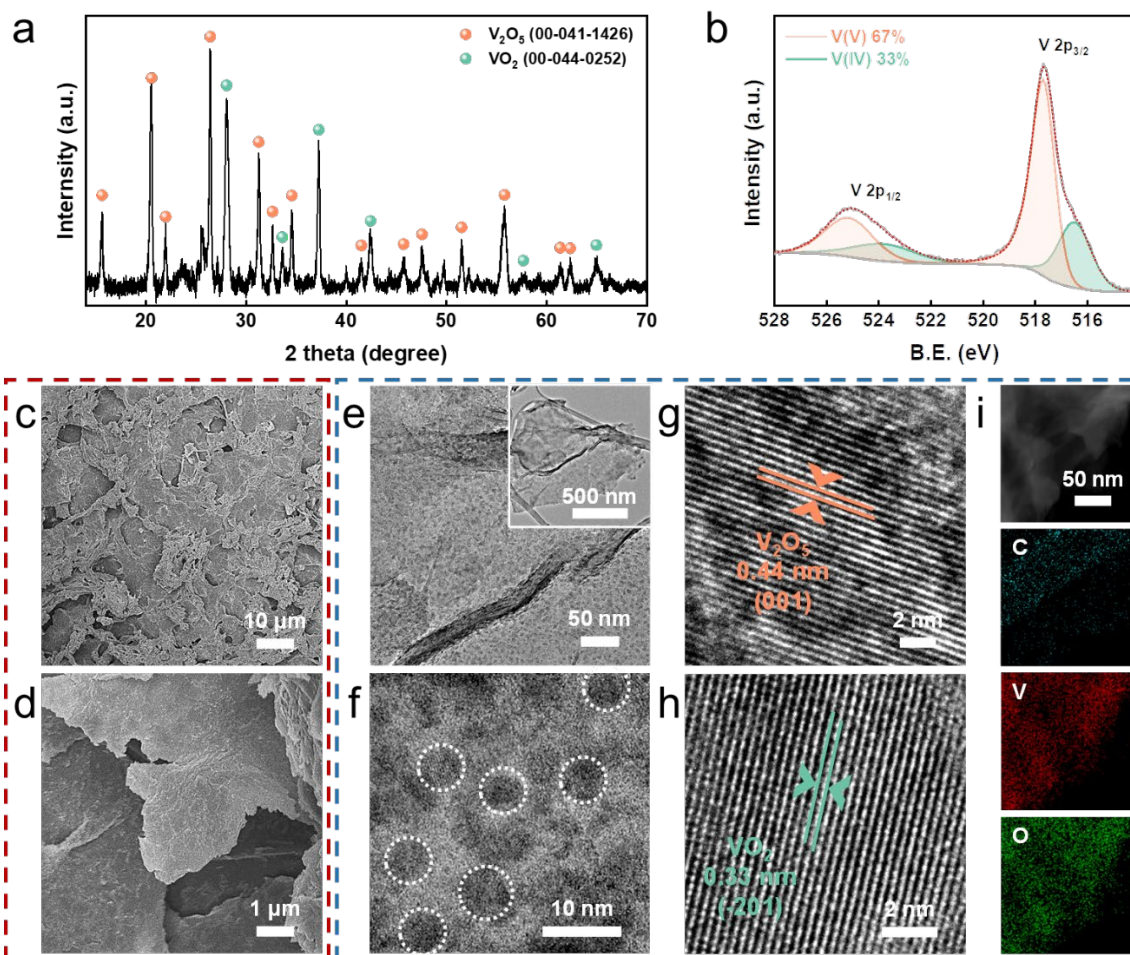 a
V₂O₅ (00-041-1426)
VO₂ (00-044-0252)
Internsity (a.u.)
20 30 40 50 60 70
2 theta (degree)
b
V(V) 67%
V(IV) 33%
V 2p₃/₂
V 2p₁/₂
Intensity (a.u.)
528 526 524 522 520 518 516
B.E. (eV)
c
10 µm
d
1 µm
e
500 nm
50 nm
f
10 nm
g
V₂O₅
0.44 nm
(001)
2 nm
h
VO₂
0.33 nm
(-201)
2 nm
i
50 nm
C
V
O